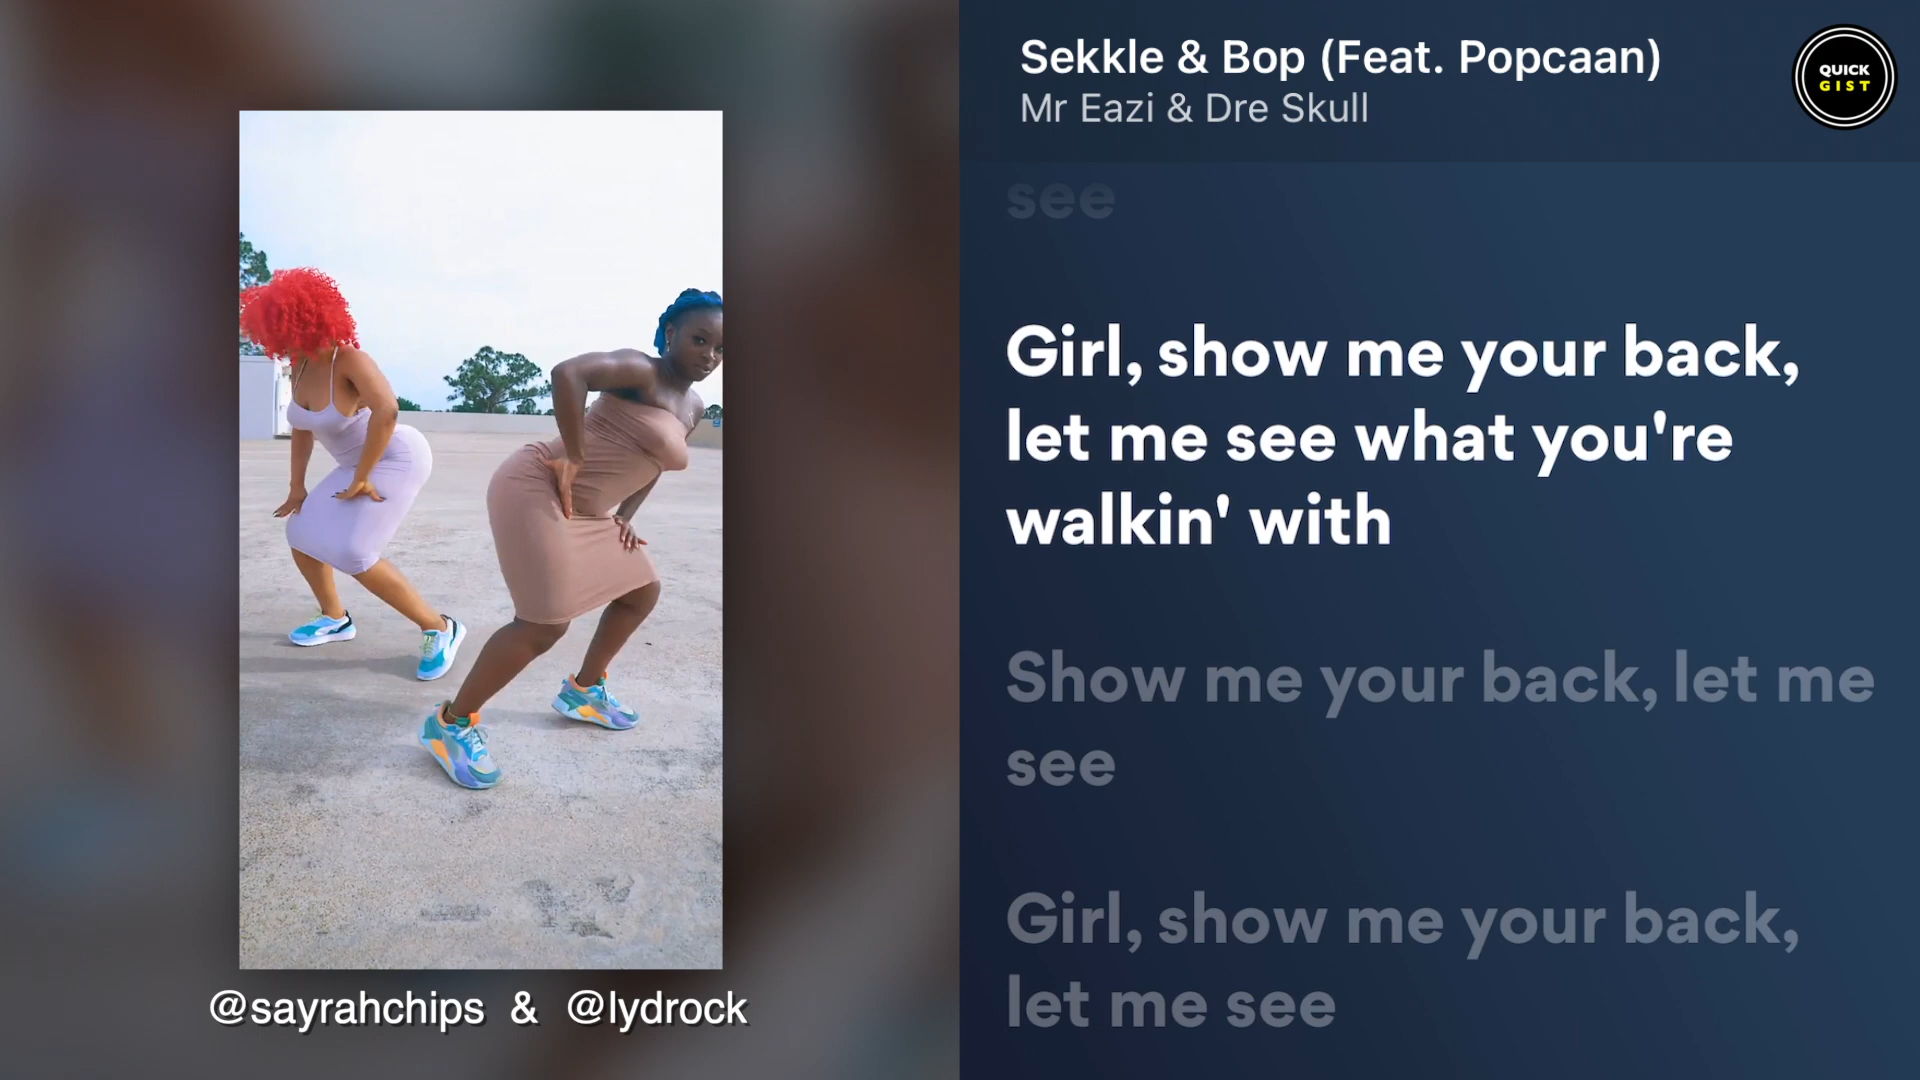 Sekkle & Bop (Feat. Popcaan)
Mr Eazi & Dre Skull
QUICK
GIST
see
Girl, show me your back,
let me see what you're
walkin' with
Show me your back, let me
see
Girl, show me your back,
let me see
@sayrahchips & @lydrock